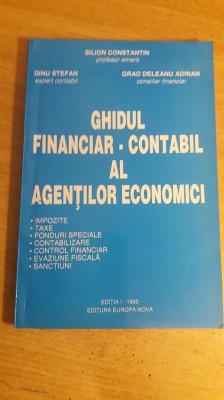 SILION CONSTANTIN
profesor emerit
DINU STEFAN
expert contabil
GRAD DELEANU ADRIAN
consilier financiar
GHIDUL
FINANCIAR - CONTABIL
AL
AGENȚILOR ECONOMICI
• IMPOZITE
• TAXE
• FONDURI SPECIALE
• CONTABILIZARE
• CONTROL FINANCIAR
• EVAZIUNE FISCALĂ
• SANCȚIUNI
EDIȚIA I - 1995
EDITURA EUROPA NOVA